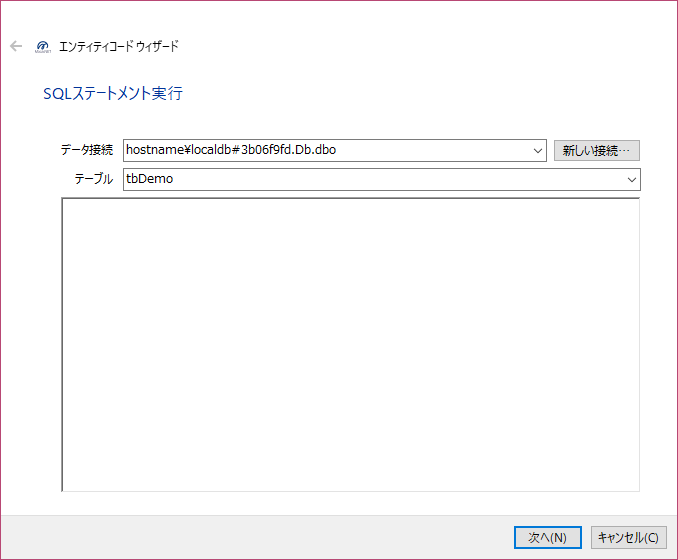 エンティティコード ウィザード
SQLステートメント実行
データ接続 hostname¥localdb#3b06f9fd.Db.dbo 新しい接続…
テーブル tbDemo
次へ(N) キャンセル(C)